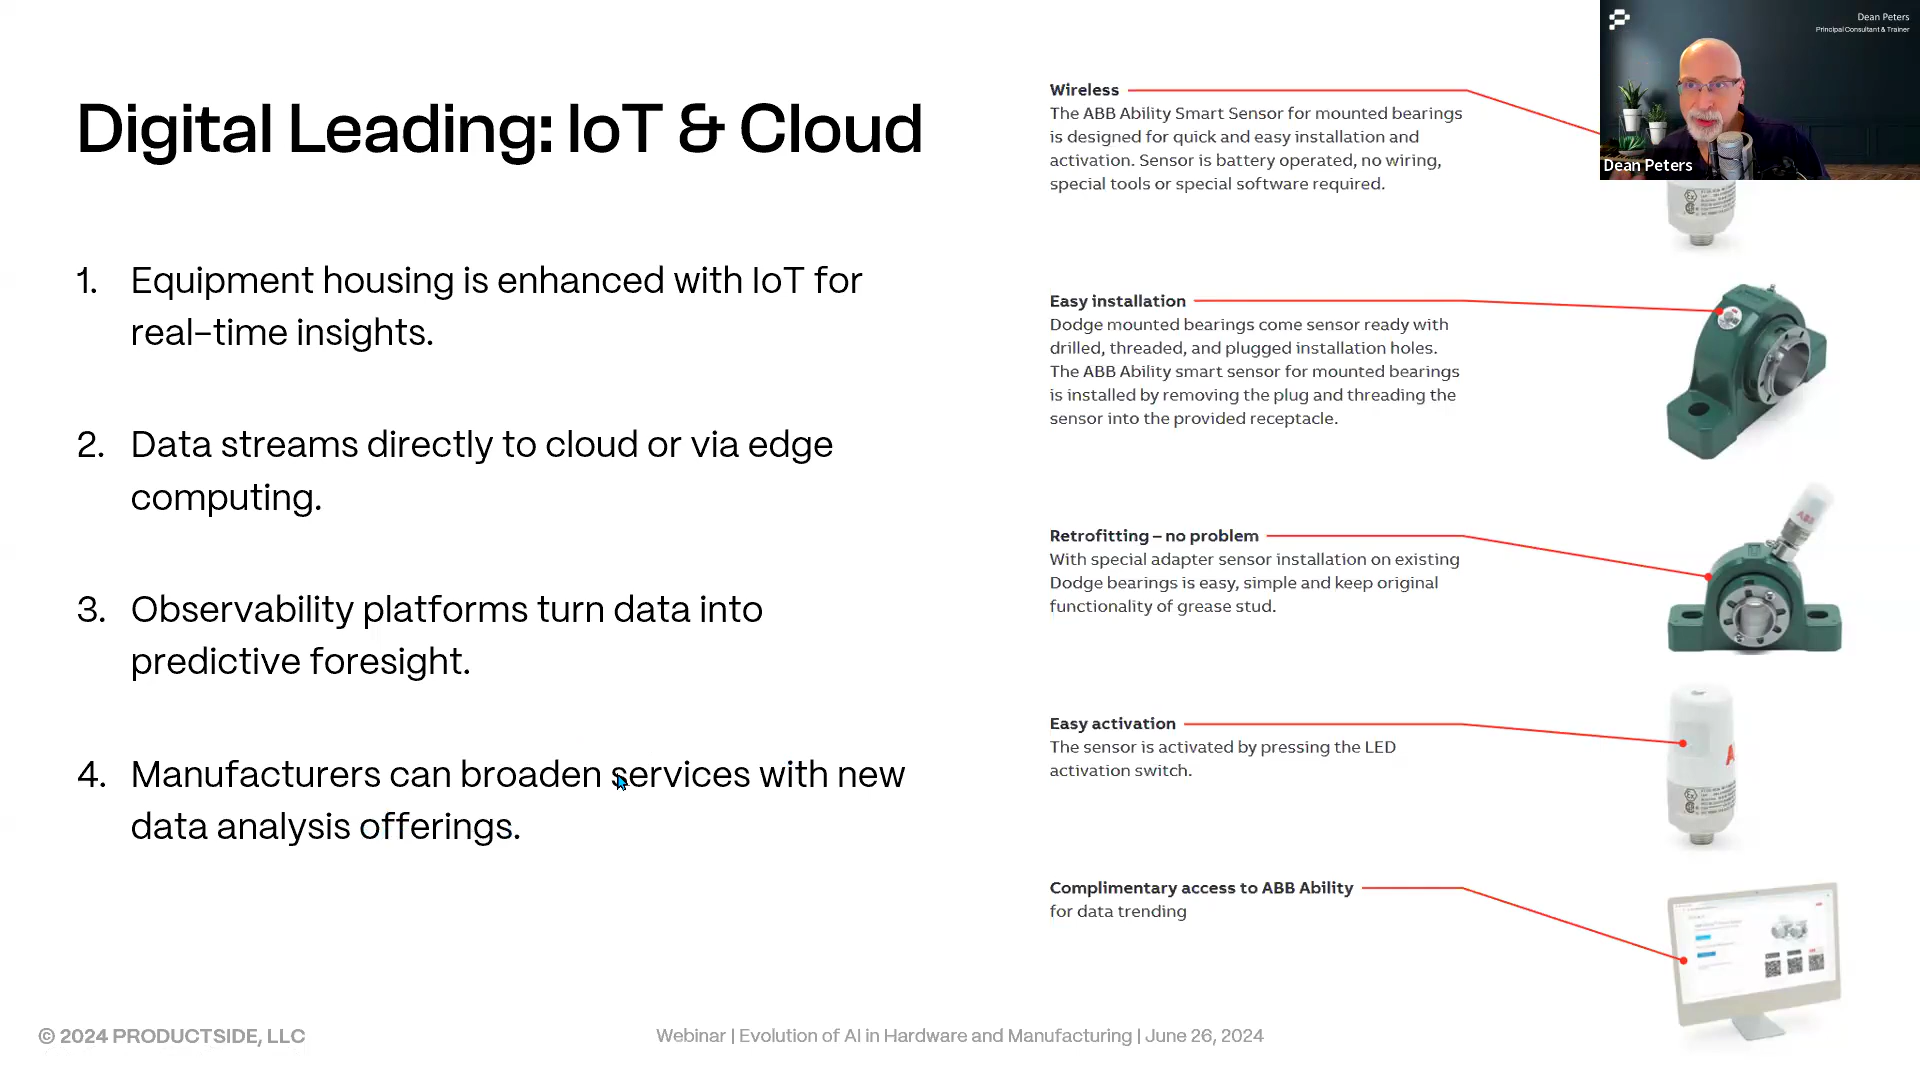 Digital Leading: IoT & Cloud
1. Equipment housing is enhanced with IoT for
real-time insights.
2. Data streams directly to cloud or via edge
computing.
3. Observability platforms turn data into
predictive foresight.
4. Manufacturers can broaden services with new
data analysis offerings.
Wireless
The ABB Ability Smart Sensor for mounted bearings
is designed for quick and easy installation and
activation. Sensor is battery operated, no wiring,
special tools or special software required.
Easy installation
Dodge mounted bearings come sensor ready with
drilled, threaded, and plugged installation holes.
The ABB Ability smart sensor for mounted bearings
is installed by removing the plug and threading the
sensor into the provided receptacle.
Retrofitting – no problem
With special adapter sensor installation on existing
Dodge bearings is easy, simple and keep original
functionality of grease stud.
Easy activation
The sensor is activated by pressing the LED
activation switch.
Complimentary access to ABB Ability
for data trending
Dean Peters
Principal Consultant & Trainer
Dean Peters
ABB
© 2024 PRODUCTSIDE, LLC
Webinar | Evolution of AI in Hardware and Manufacturing | June 26, 2024